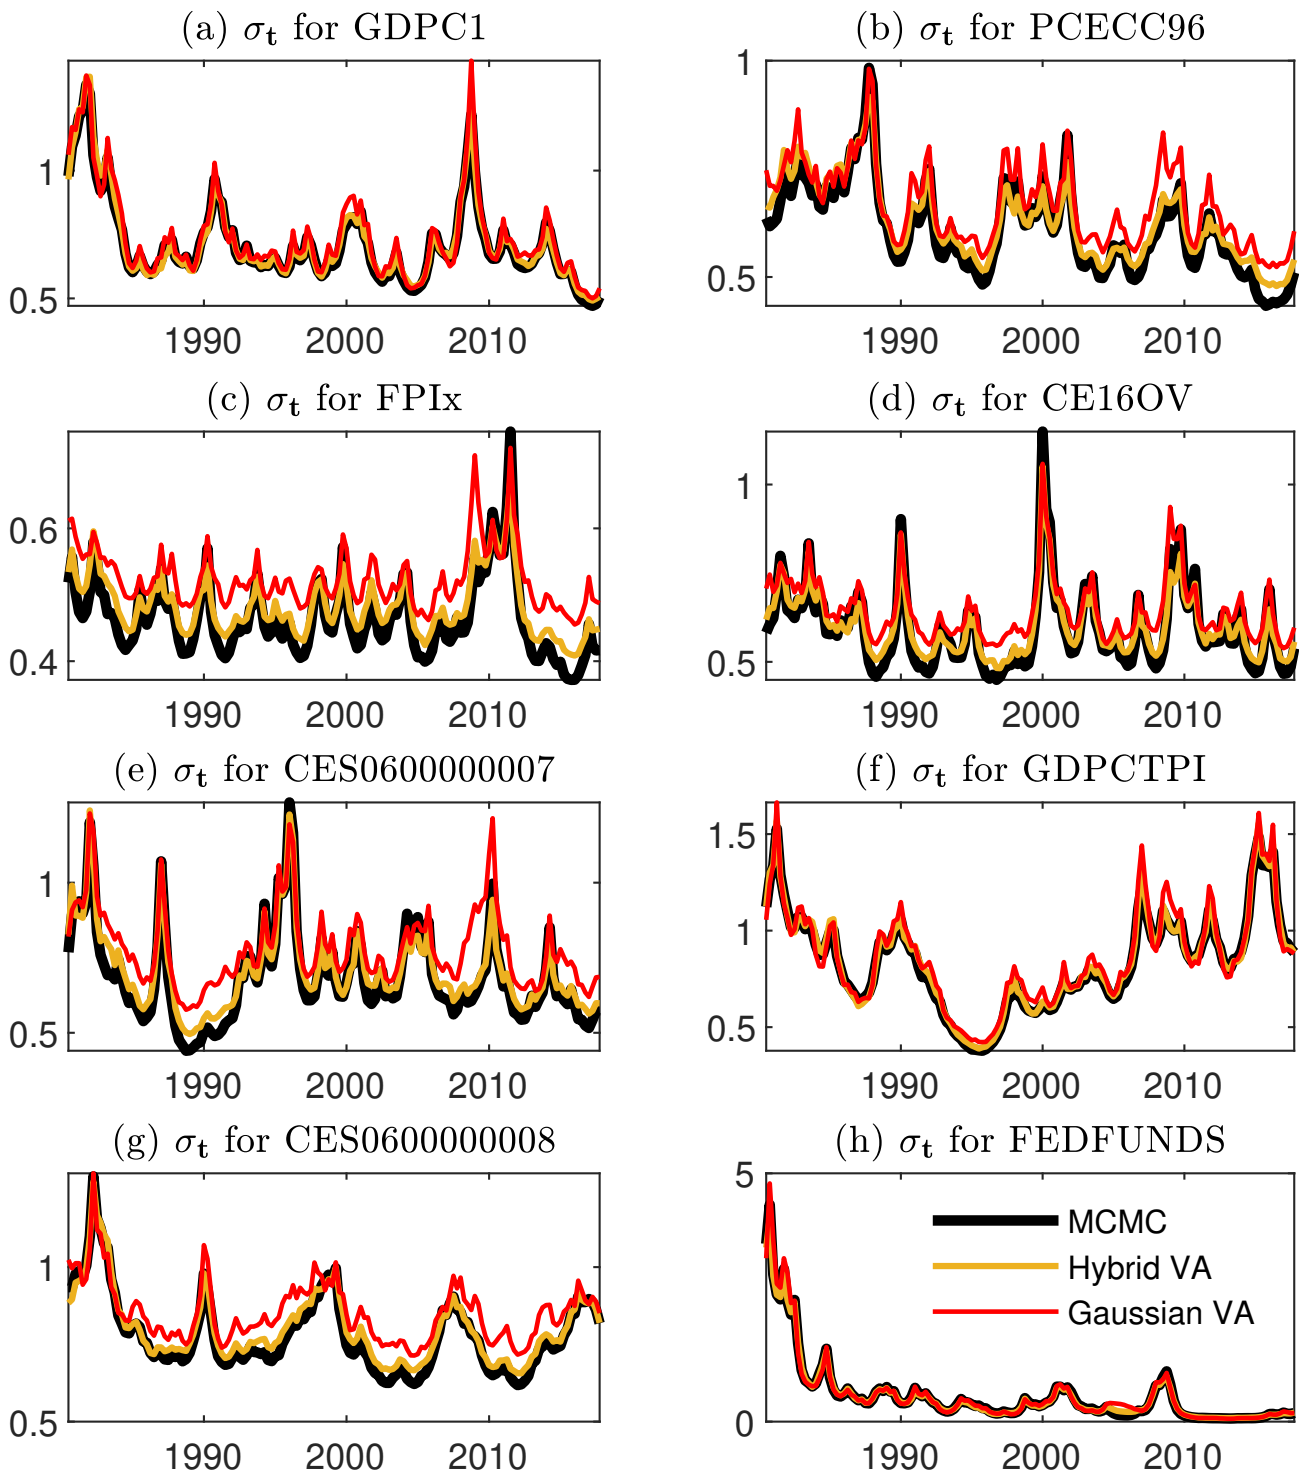 (a) σt for GDPC1
(b) σt for PCECC96
1
0.5
1990 2000 2010
1
0.5
1990 2000 2010
(c) σt for FPIx
(d) σt for CE16OV
0.6
0.4
1990 2000 2010
1
0.5
1990 2000 2010
(e) σt for CES0600000007
(f) σt for GDPCTPI
1
0.5
1990 2000 2010
1.5
1
0.5
1990 2000 2010
(g) σt for CES0600000008
(h) σt for FEDFUNDS
1
0.5
1990 2000 2010
5
0
1990 2000 2010
MCMC
Hybrid VA
Gaussian VA